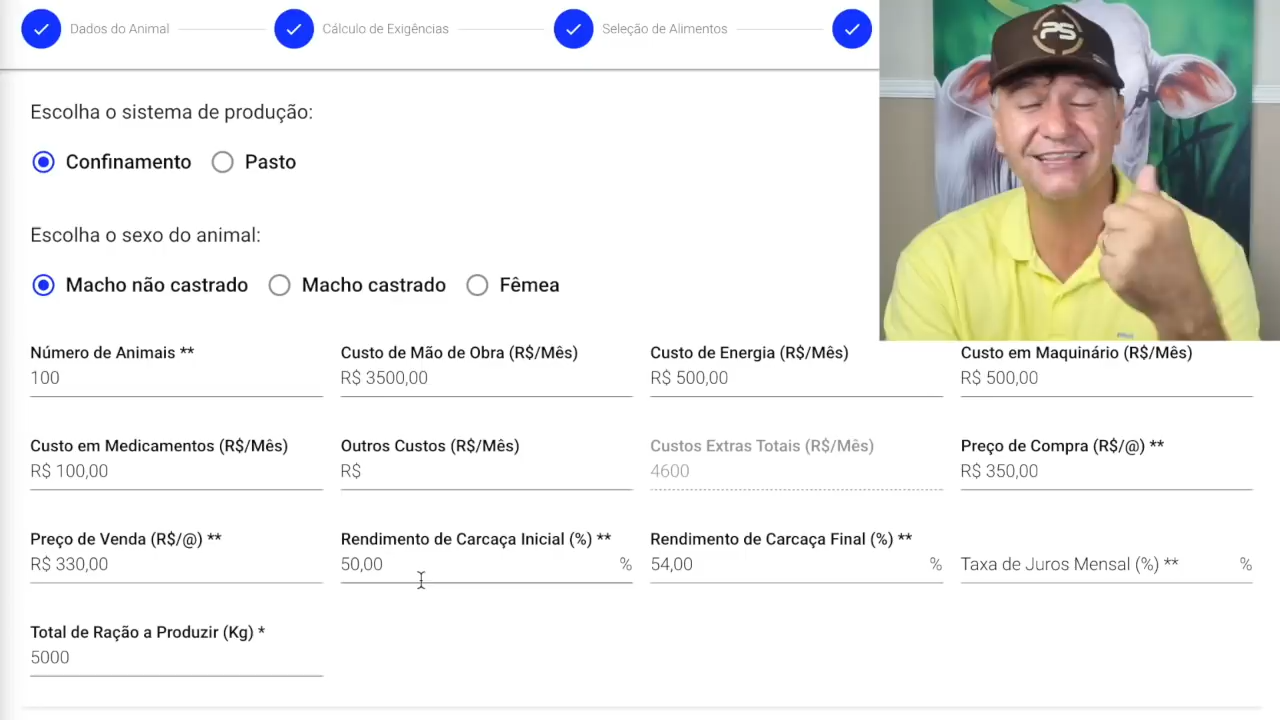 Dados do Animal
Cálculo de Exigências
Seleção de Alimentos
PS
Escolha o sistema de produção:
Confinamento
Pasto
Escolha o sexo do animal:
Macho não castrado
Macho castrado
Fêmea
Número de Animais **
Custo de Mão de Obra (R$/Mês)
Custo de Energia (R$/Mês)
Custo em Maquinário (R$/Mês)
100
R$ 3500,00
R$ 500,00
R$ 500,00
Custo em Medicamentos (R$/Mês)
Outros Custos (R$/Mês)
Custos Extras Totais (R$/Mês)
Preço de Compra (R$/@) **
R$ 100,00
R$
4600
R$ 350,00
Preço de Venda (R$/@) **
Rendimento de Carcaça Inicial (%) **
Rendimento de Carcaça Final (%) **
R$ 330,00
50,00 %
54,00 %
Taxa de Juros Mensal (%) ** %
Total de Ração a Produzir (Kg) *
5000